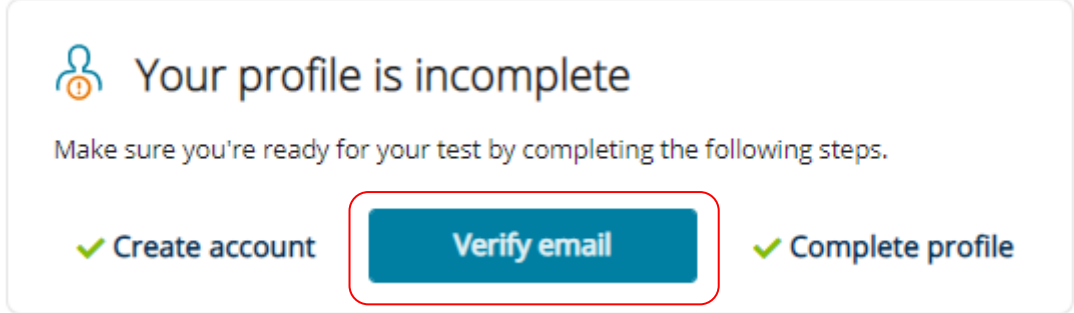 Your profile is incomplete
Make sure you're ready for your test by completing the following steps.
Create account Verify email Complete profile